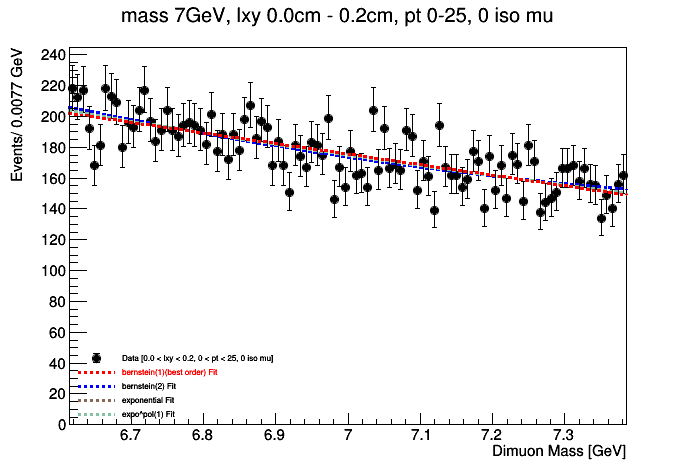 mass 7GeV, lxy 0.0cm - 0.2cm, pt 0-25, 0 iso mu
Events/ 0.0077 GeV
240
220
200
180
160
140
120
100
80
60
40
20
0
Data [0.0 < lxy < 0.2, 0 < pt < 25, 0 iso mu]
bernstein(1)(best order) Fit
bernstein(2) Fit
exponential Fit
expo*pol(1) Fit
6.7 6.8 6.9 7 7.1 7.2 7.3
Dimuon Mass [GeV]